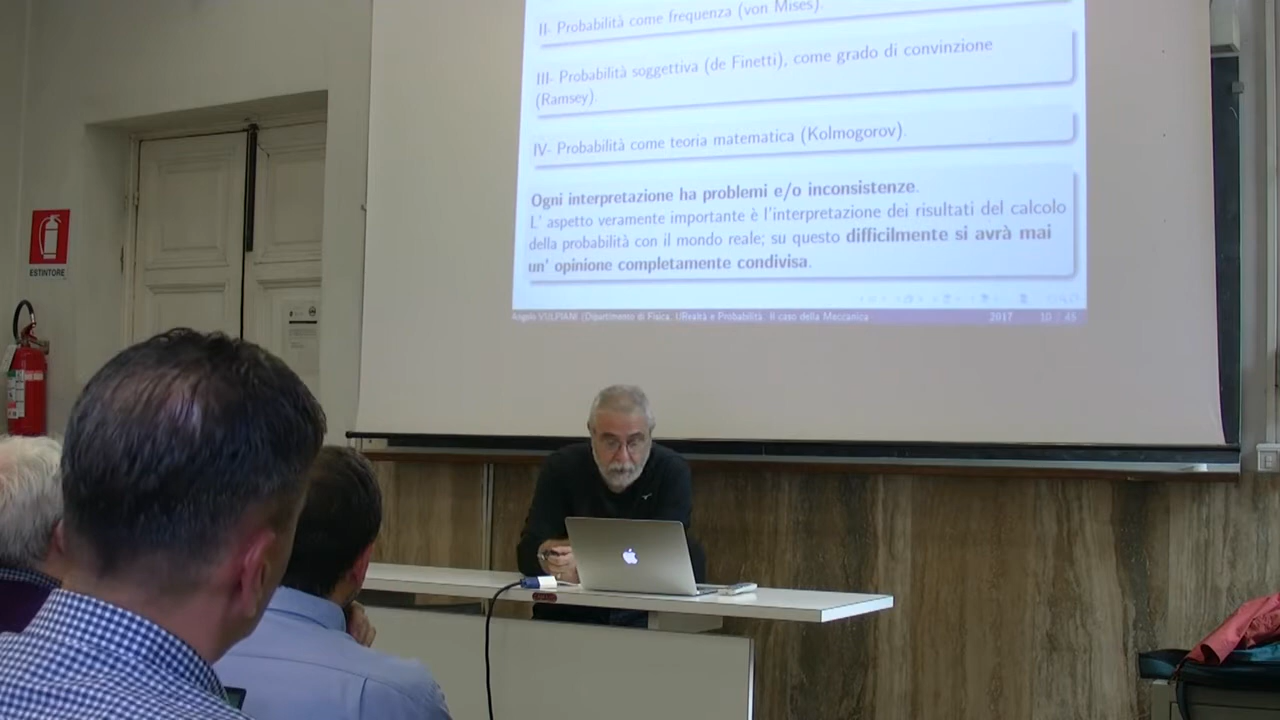 II- Probabilità come frequenza (von Mises).
III- Probabilità soggettiva (de Finetti), come grado di convinzione
(Ramsey).
IV- Probabilità come teoria matematica (Kolmogorov).
Ogni interpretazione ha problemi e/o inconsistenze.
L' aspetto veramente importante è l'interpretazione dei risultati del calcolo
della probabilità con il mondo reale; su questo difficilmente si avrà mai
un' opinione completamente condivisa.
Angelo VULPIANI (Dipartimento di Fisica, URealtà e Probabilità: Il caso della Meccanica 2017 10 / 45
ESTINTORE